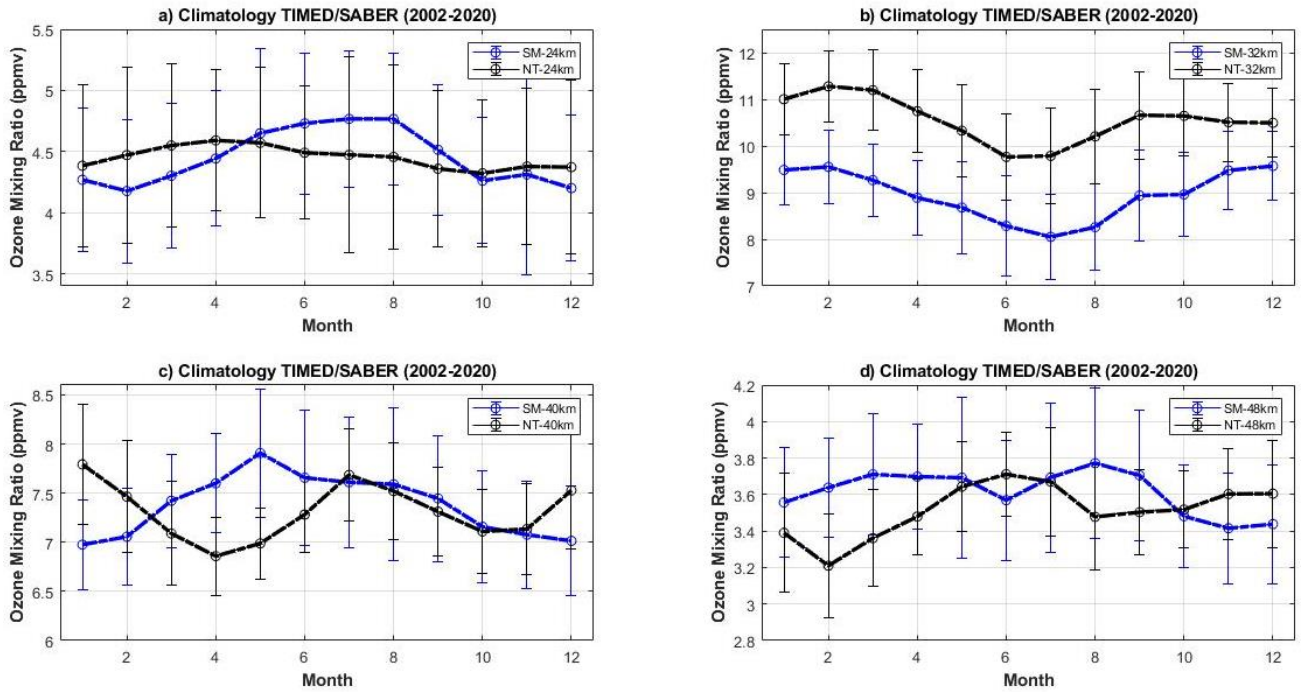 a) Climatology TIMED/SABER (2002-2020)
5.5
5
4.5
4
3.5
Ozone Mixing Ratio (ppmv)
SM-24km
NT-24km
2 4 6 8 10 12
Month
b) Climatology TIMED/SABER (2002-2020)
12
11
10
9
8
7
Ozone Mixing Ratio (ppmv)
SM-32km
NT-32km
2 4 6 8 10 12
Month
c) Climatology TIMED/SABER (2002-2020)
8.5
8
7.5
7
6.5
6
Ozone Mixing Ratio (ppmv)
SM-40km
NT-40km
2 4 6 8 10 12
Month
d) Climatology TIMED/SABER (2002-2020)
4.2
4
3.8
3.6
3.4
3.2
3
2.8
Ozone Mixing Ratio (ppmv)
SM-48km
NT-48km
2 4 6 8 10 12
Month